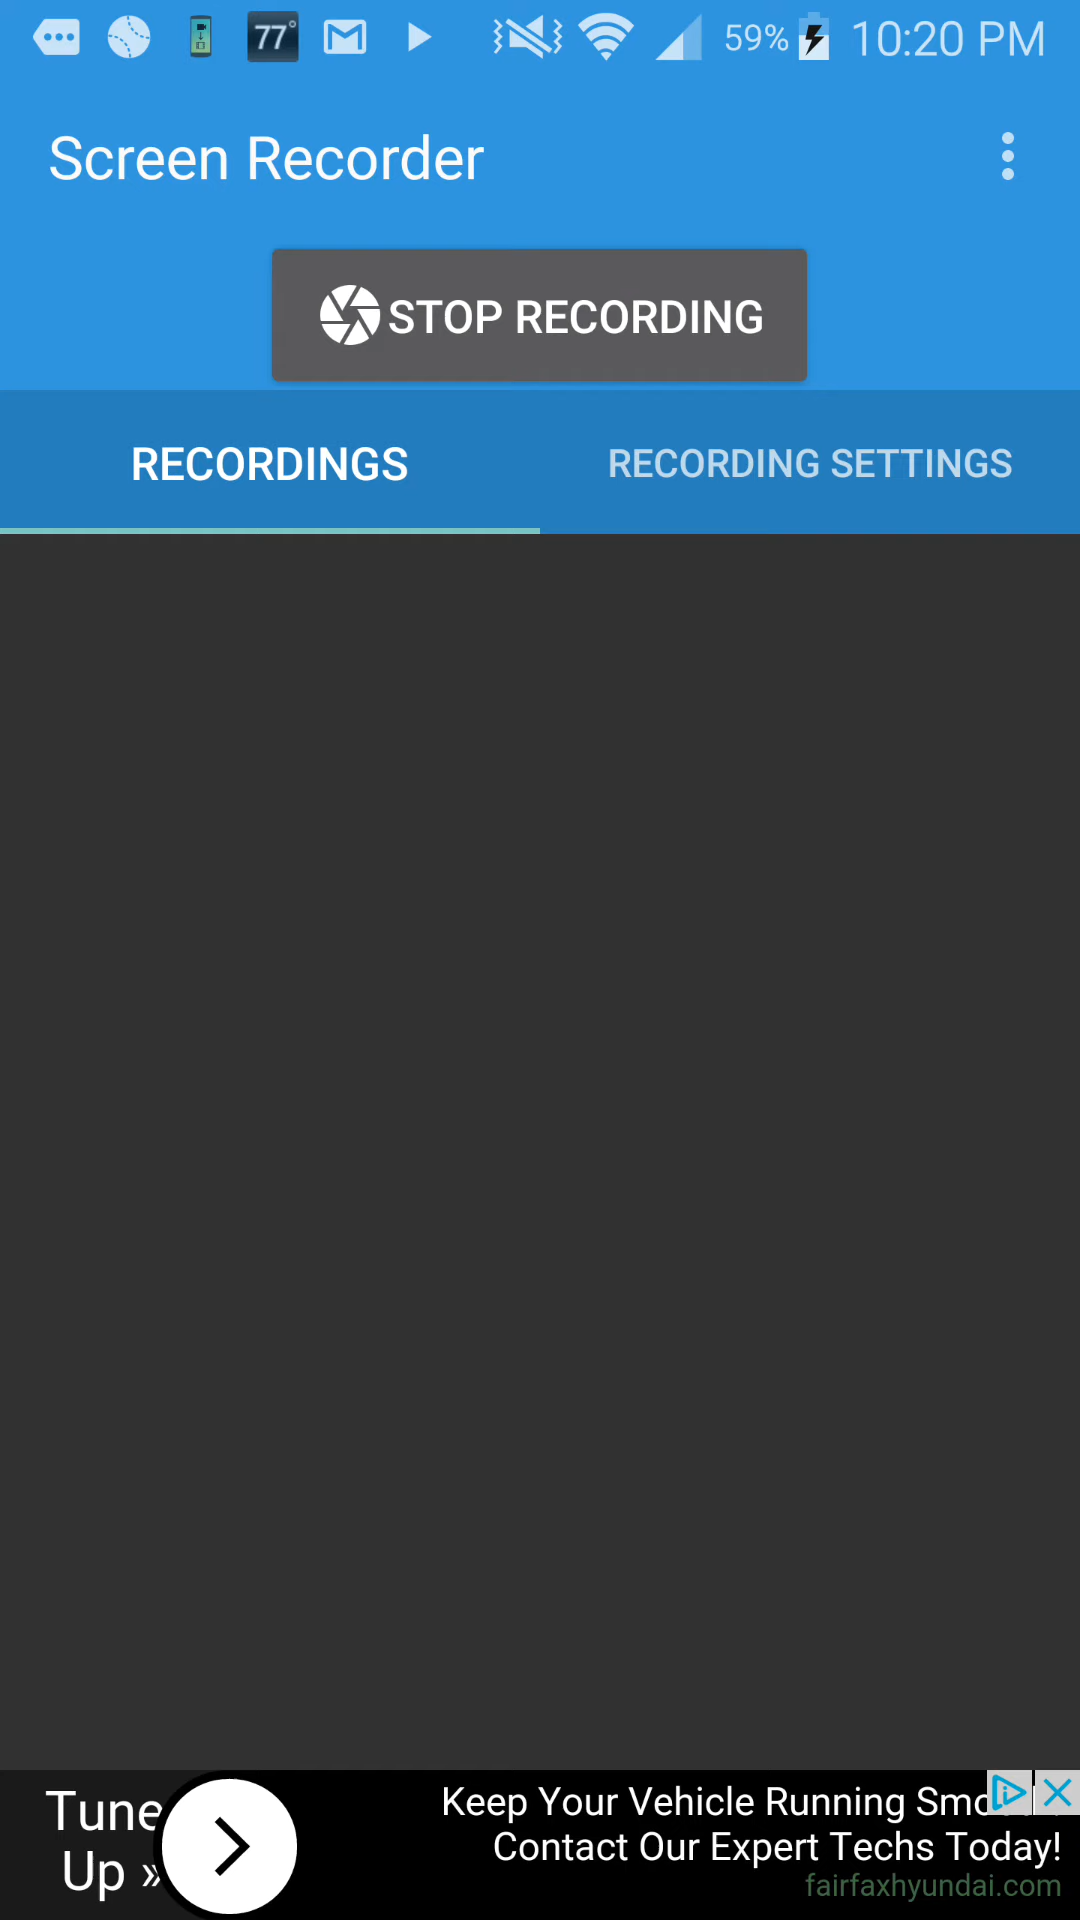 77°
59%
10:20 PM
Screen Recorder
STOP RECORDING
RECORDINGS
RECORDING SETTINGS
Tune
Up »
Keep Your Vehicle Running
Contact Our Expert Techs Today!
fairfaxhyundai.com